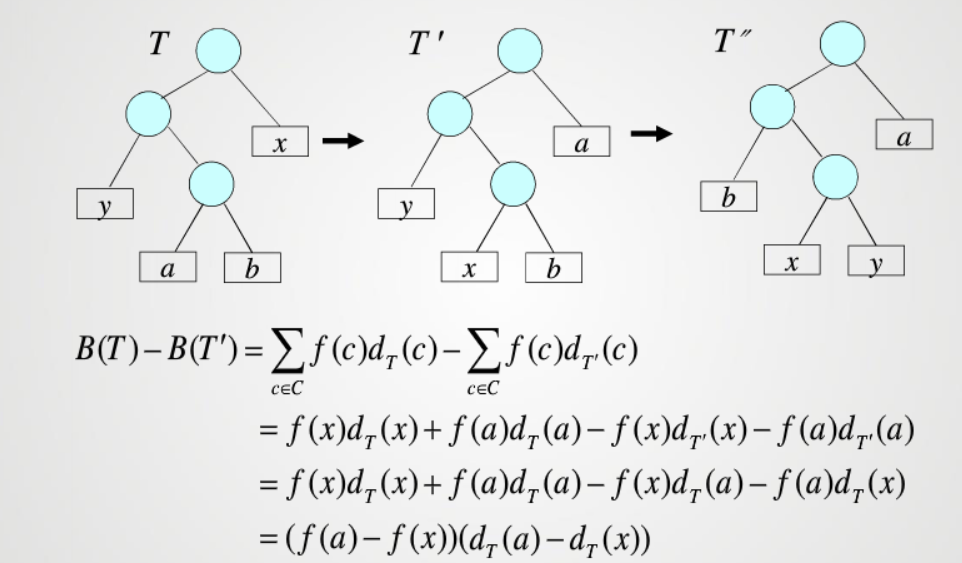 T T′ T″
x a a
y y b
a b x b x y
B(T) − B(T′) = ∑_{c∈C} f(c)d_T(c) − ∑_{c∈C} f(c)d_{T′}(c)
= f(x)d_T(x) + f(a)d_T(a) − f(x)d_{T′}(x) − f(a)d_{T′}(a)
= f(x)d_T(x) + f(a)d_T(a) − f(x)d_T(a) − f(a)d_T(x)
= (f(a) − f(x))(d_T(a) − d_T(x))